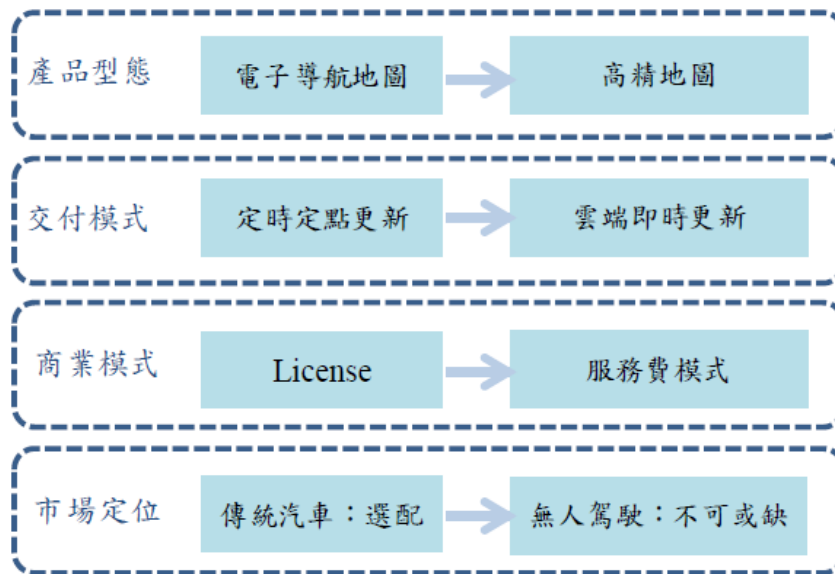 產品型態
電子導航地圖
高精地圖
交付模式
定時定點更新
雲端即時更新
商業模式
License
服務費模式
市場定位
傳統汽車：選配
無人駕駛：不可或缺